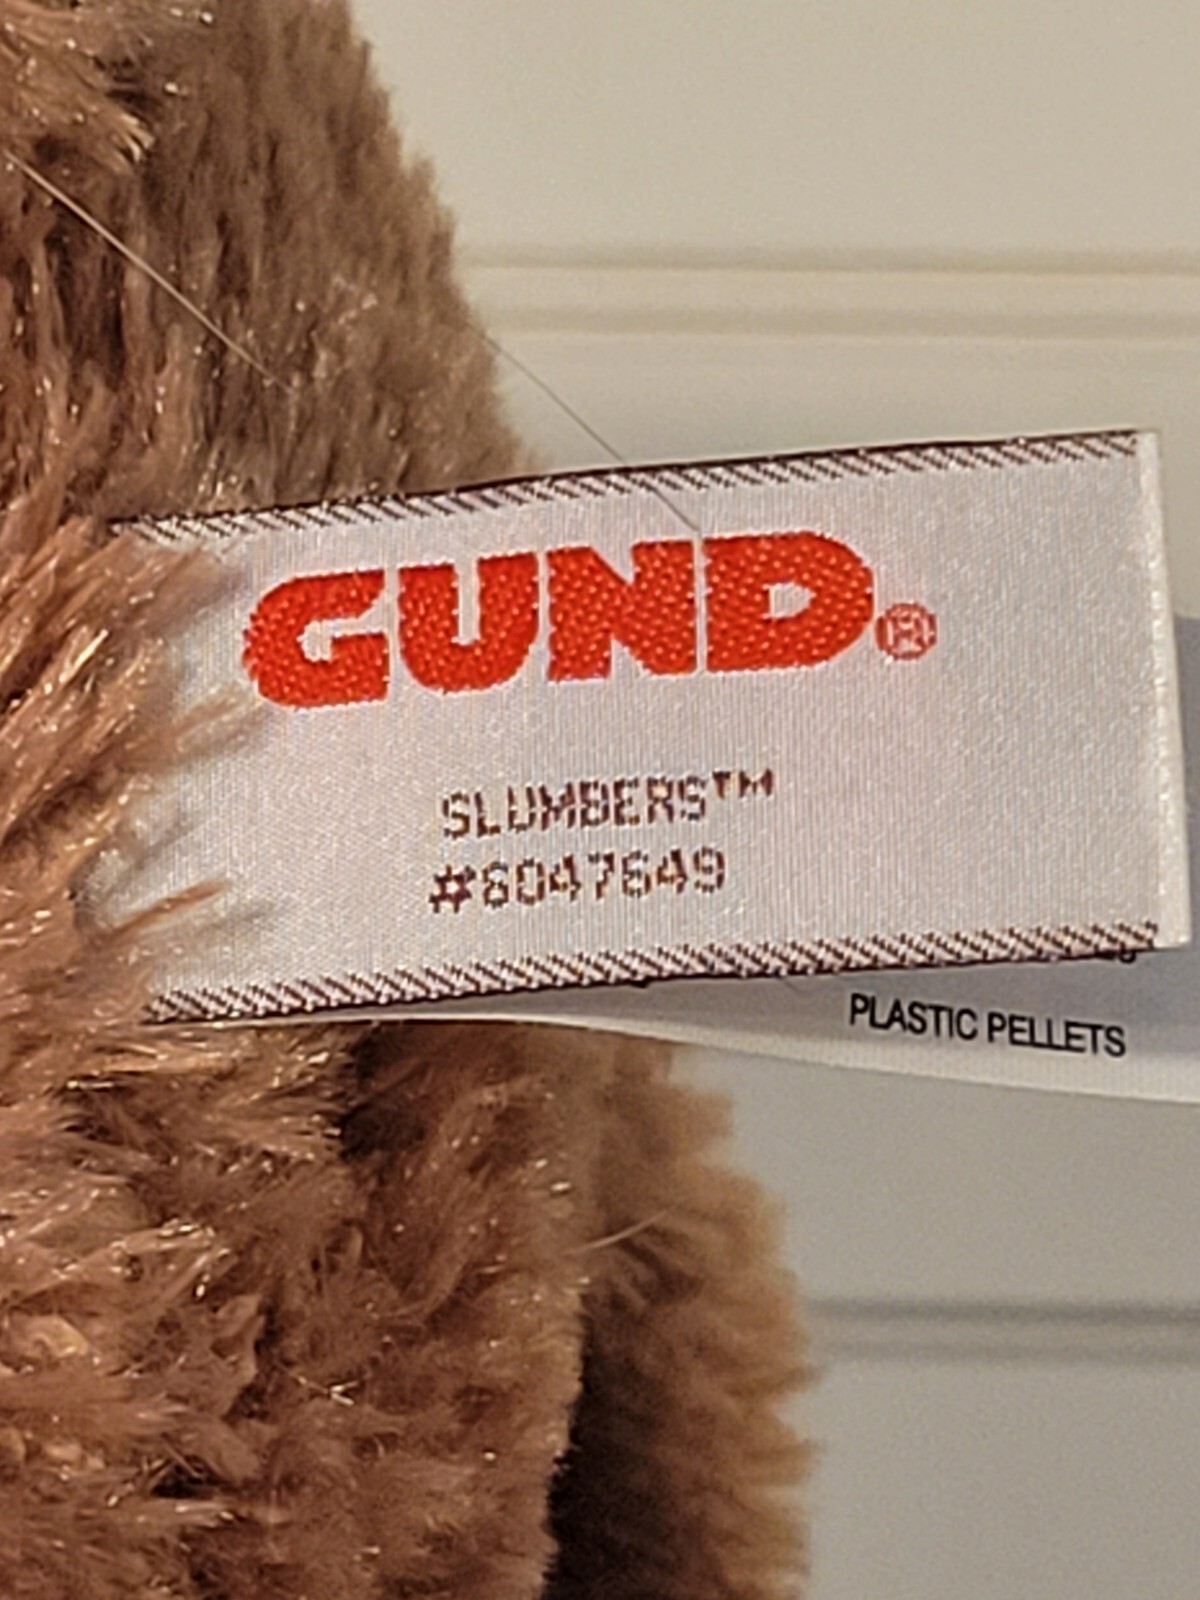 GUND®
SLUMBERS™
#6047649
PLASTIC PELLETS